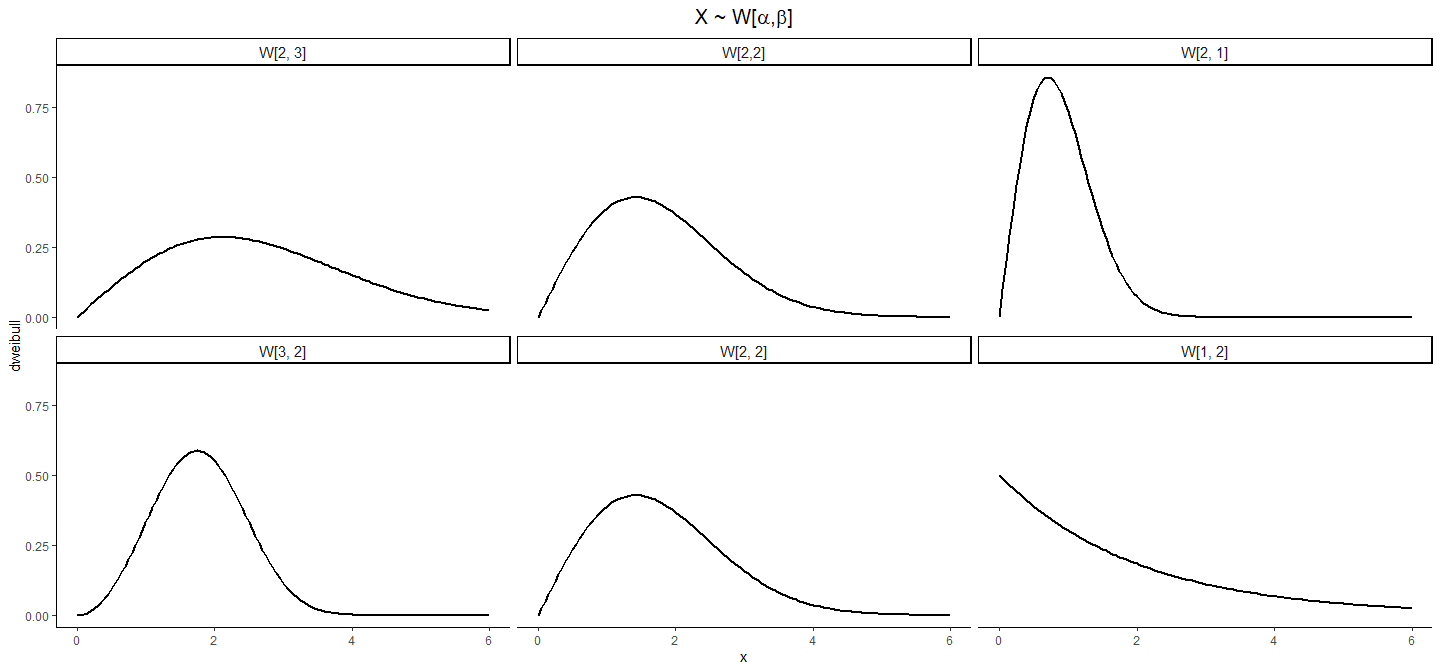 X ~ W[α,β]
W[2, 3]
W[2,2]
W[2, 1]
0.75
0.50
0.25
0.00
dweibull
W[3, 2]
W[2, 2]
W[1, 2]
0.75
0.50
0.25
0.00
0 2 4 6 0 2 4 6 0 2 4 6
x